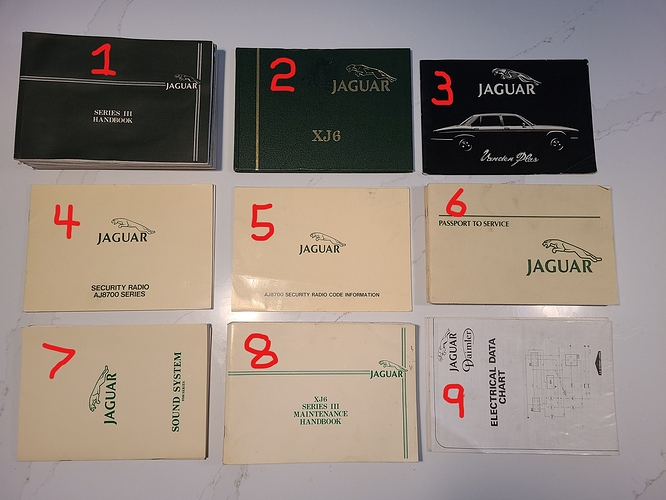 1
JAGUAR
SERIES III
HANDBOOK
2
JAGUAR
XJ6
3
JAGUAR
Vanden Plas
4
JAGUAR
SECURITY RADIO
AJ8700 SERIES
5
JAGUAR
AJ8700 SECURITY RADIO CODE INFORMATION
6
PASSPORT TO SERVICE
JAGUAR
7
JAGUAR
SOUND SYSTEM
8
JAGUAR
XJ6
SERIES III
MAINTENANCE
HANDBOOK
9
JAGUAR
Daimler
ELECTRICAL DATA
CHART